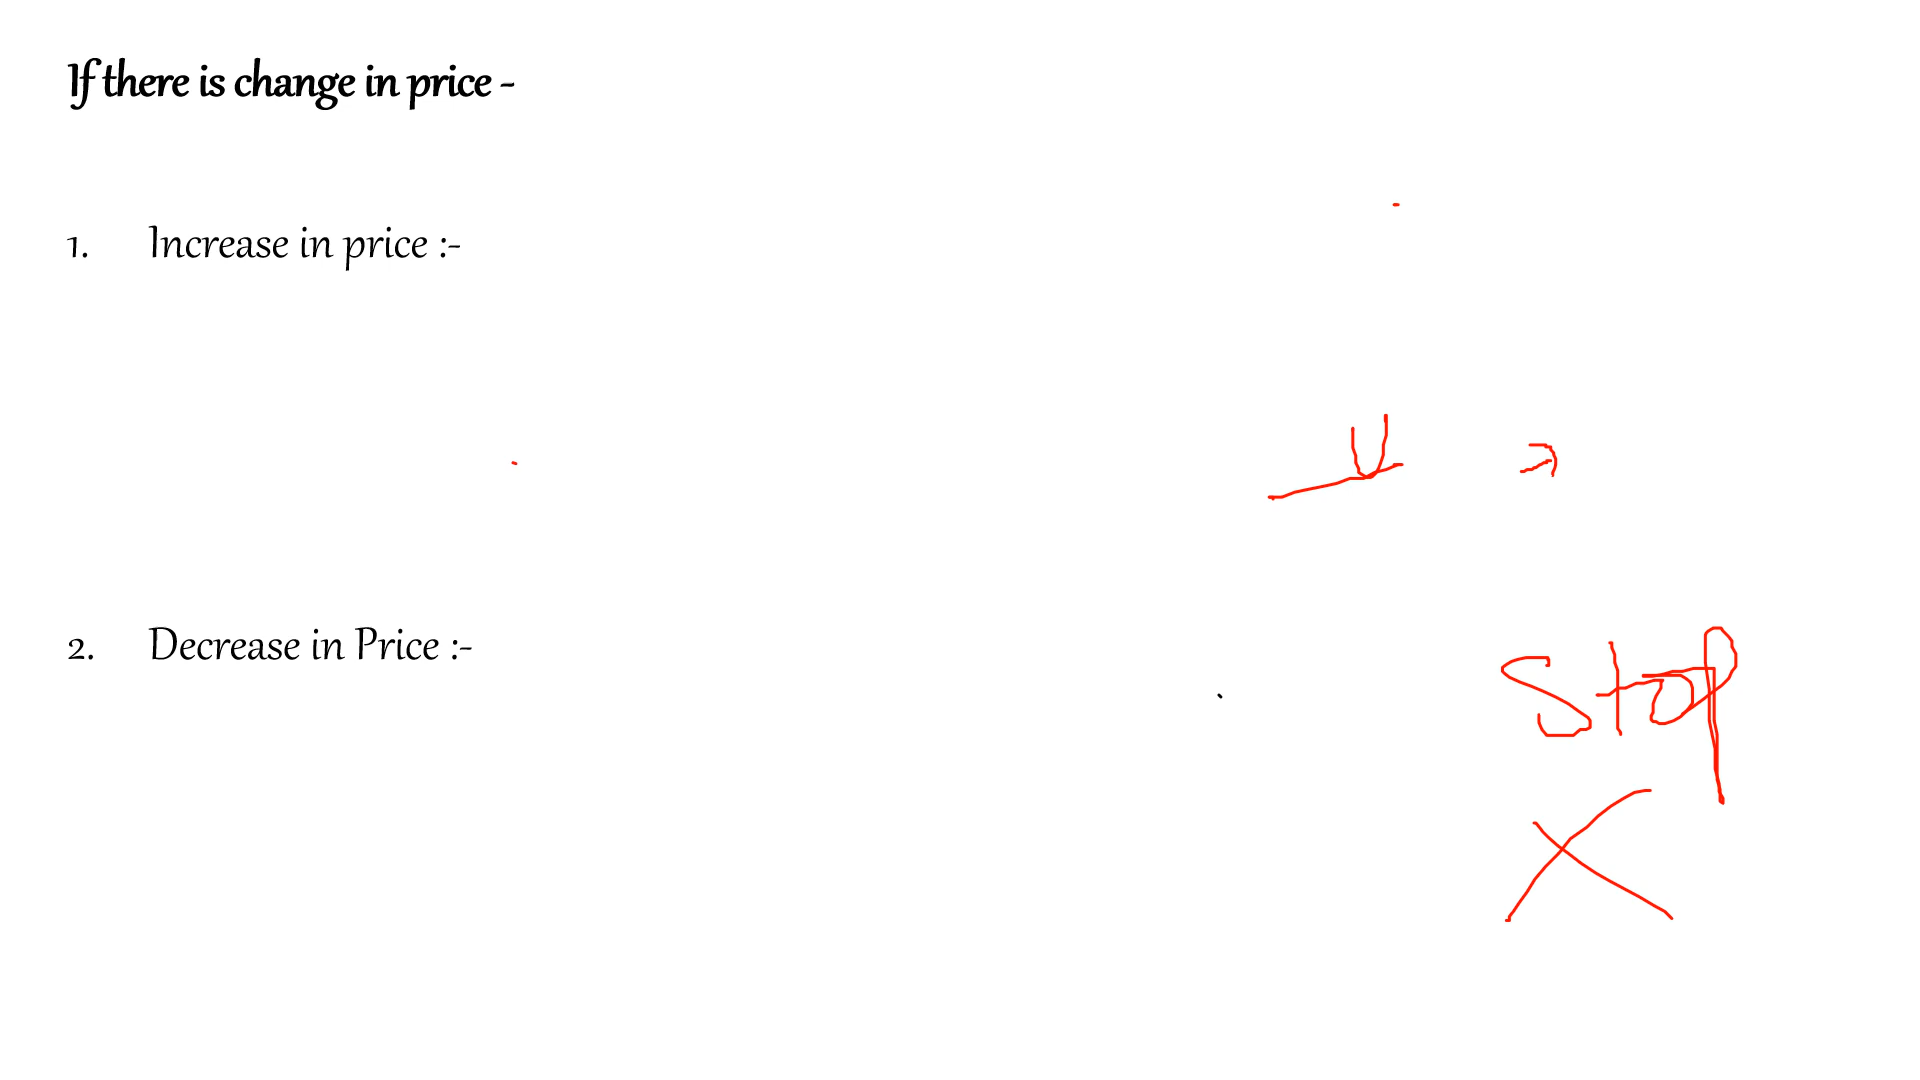 If there is change in price -
1. Increase in price :-
2. Decrease in Price :-
Stop